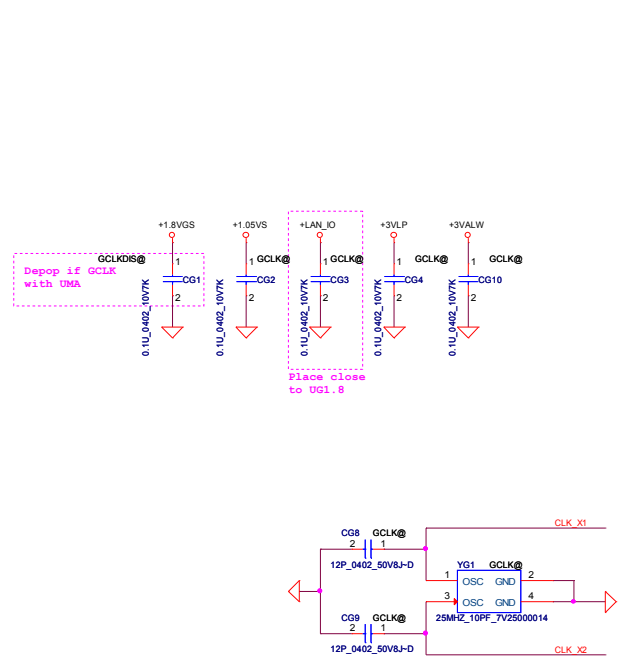 +1.8VGS +1.05VS +LAN_IO +3VLP +3VALW
GCLKDIS@ GCLK@ GCLK@ GCLK@ GCLK@
1 1 1 1 1
Depop if GCLK
with UMA
CG1 CG2 CG3 CG4 CG10
2 2 2 2 2
0.1U_0402_10V7K 0.1U_0402_10V7K 0.1U_0402_10V7K 0.1U_0402_10V7K 0.1U_0402_10V7K
Place close
to UG1.8
CLK_X1
CG8 GCLK@
2 1
12P_0402_50V8J~D
YG1 GCLK@
1 OSC GND 2
3 OSC GND 4
25MHZ_10PF_7V25000014
CG9 GCLK@
2 1
12P_0402_50V8J~D
CLK_X2